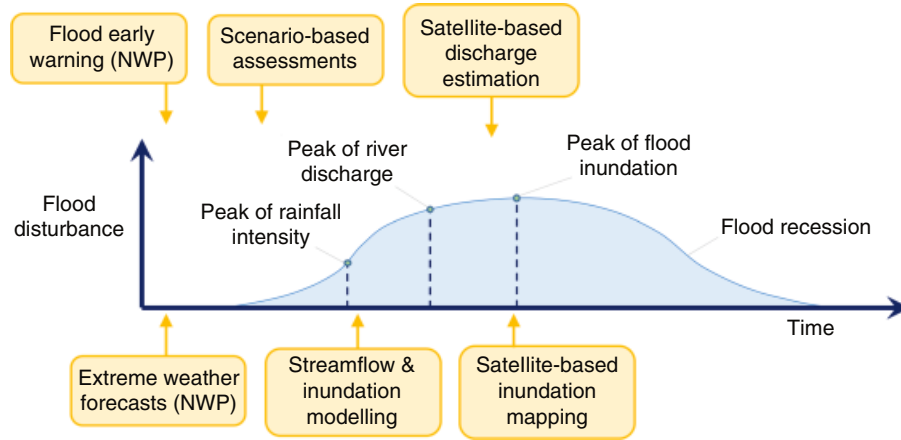 Flood early
warning (NWP)
Scenario-based
assessments
Satellite-based
discharge
estimation
Peak of river
discharge
Peak of flood
inundation
Flood
disturbance
Peak of rainfall
intensity
Flood recession
Time
Extreme weather
forecasts (NWP)
Streamflow &
inundation
modelling
Satellite-based
inundation
mapping